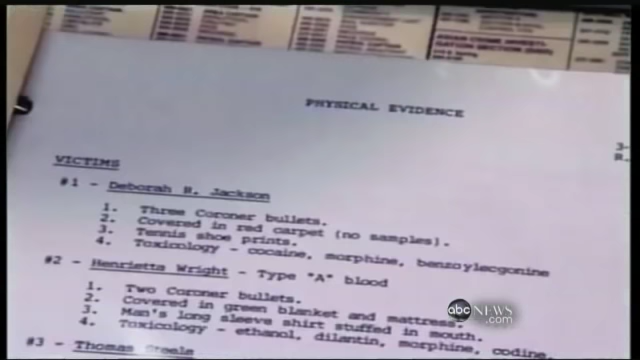 PHYSICAL EVIDENCE
3-
R.
VICTIMS
#1 - Deborah R. Jackson
1. Three Coroner bullets.
2. Covered in red carpet (no samples).
3. Tennis shoe prints.
4. Toxicology - cocaine, morphine, benzoylecgonine
#2 - Henrietta Wright - Type "A" blood
1. Two Coroner bullets.
2. Covered in green blanket and mattress.
3. Man's long sleeve shirt stuffed in mouth.
4. Toxicology - ethanol, dilantin, morphine, codine
#3 - Thomas Steele
abc NEWS
.com